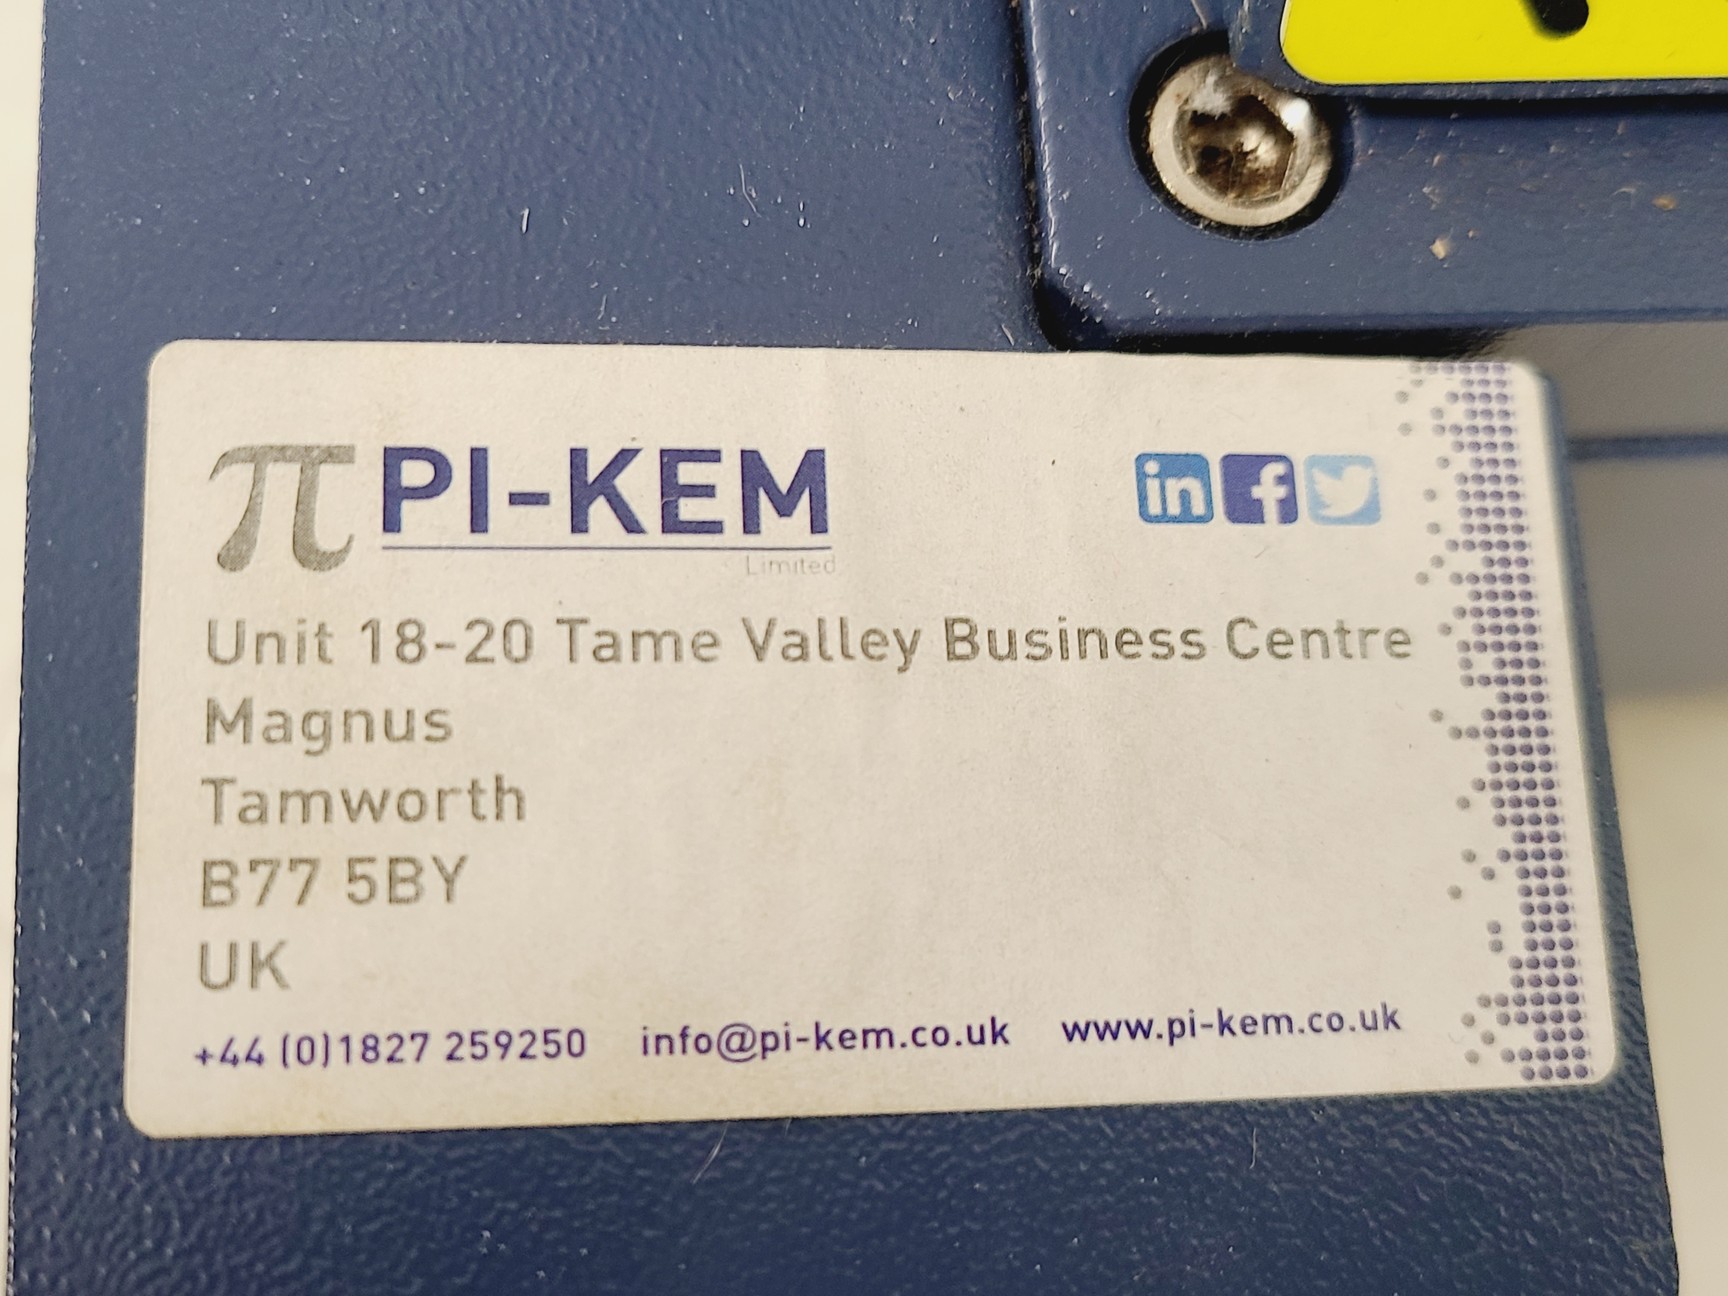 π PI-KEM
Limited
in f
Unit 18-20 Tame Valley Business Centre
Magnus
Tamworth
B77 5BY
UK
+44 (0)1827 259250 info@pi-kem.co.uk www.pi-kem.co.uk